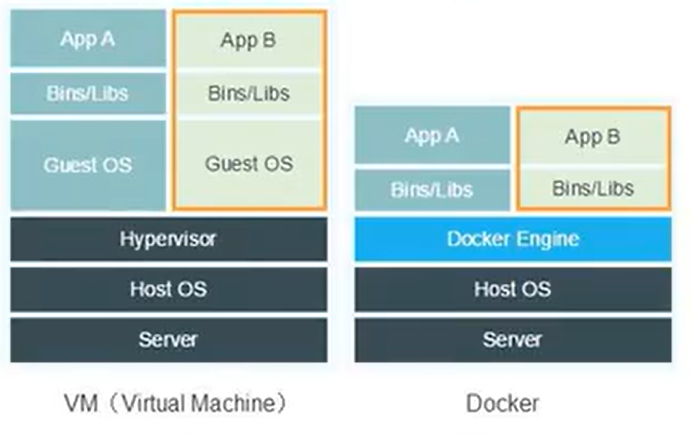 App A
App B
Bins/Libs
Bins/Libs
Guest OS
Guest OS
Hypervisor
Host OS
Server
VM（Virtual Machine）
App A
App B
Bins/Libs
Bins/Libs
Docker Engine
Host OS
Server
Docker